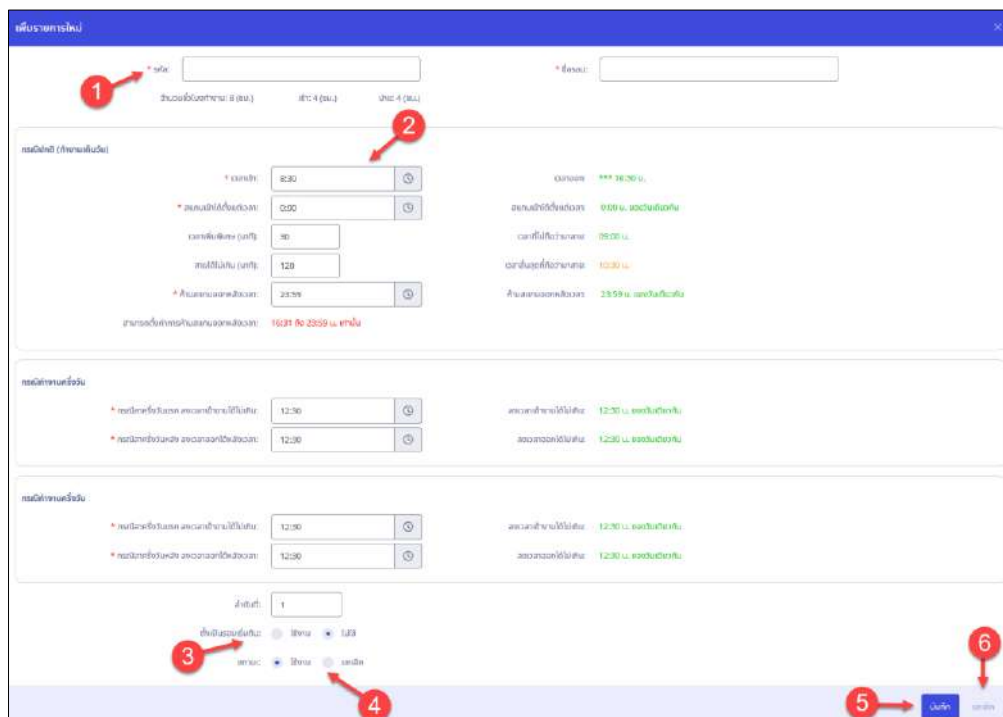 เพิ่มรายการใหม่
1
* รหัส: * ชื่อรอบ:
จำนวนชั่วโมงทำงาน: 8 (ชม.) เช้า: 4 (ชม.) บ่าย: 4 (ชม.)
2
กรณีปกติ (ทำงานเต็มวัน)
* เวลาเข้า: 8:30 เวลาออก: *** 16:30 น.
* สแกนเข้าได้ตั้งแต่เวลา: 0:00 สแกนเข้าได้ตั้งแต่เวลา: 0:00 น. ของวันเดียวกัน
เวลาเพิ่มพิเศษ (นาที): 30 เวลาที่ไม่ถือว่ามาสาย: 09:00 น.
สายได้ไม่เกิน (นาที): 120 เวลาสิ้นสุดที่ถือว่ามาสาย: 10:30 น.
* ห้ามสแกนออกหลังเวลา: 23:59 ห้ามสแกนออกหลังเวลา: 23:59 น. ของวันเดียวกัน
สามารถตั้งค่าการห้ามสแกนออกหลังเวลา: 16:31 ถึง 23:59 น. เท่านั้น
กรณีทำงานครึ่งวัน
* กรณีลาครึ่งวันแรก ลงเวลาเข้างานได้ไม่เกิน: 12:30 ลงเวลาเข้างานได้ไม่เกิน: 12:30 น. ของวันเดียวกัน
* กรณีลาครึ่งวันหลัง ลงเวลาออกได้หลังเวลา: 12:30 ลงเวลาออกได้ไม่เกิน: 12:30 น. ของวันเดียวกัน
กรณีทำงานครึ่งวัน
* กรณีลาครึ่งวันแรก ลงเวลาเข้างานได้ไม่เกิน: 12:30 ลงเวลาเข้างานได้ไม่เกิน: 12:30 น. ของวันเดียวกัน
* กรณีลาครึ่งวันหลัง ลงเวลาออกได้หลังเวลา: 12:30 ลงเวลาออกได้ไม่เกิน: 12:30 น. ของวันเดียวกัน
ลำดับที่: 1
ตั้งเป็นรอบเริ่มต้น: ใช้งาน ไม่ใช้
3
สถานะ: ใช้งาน ยกเลิก
4
5
6
บันทึก ยกเลิก